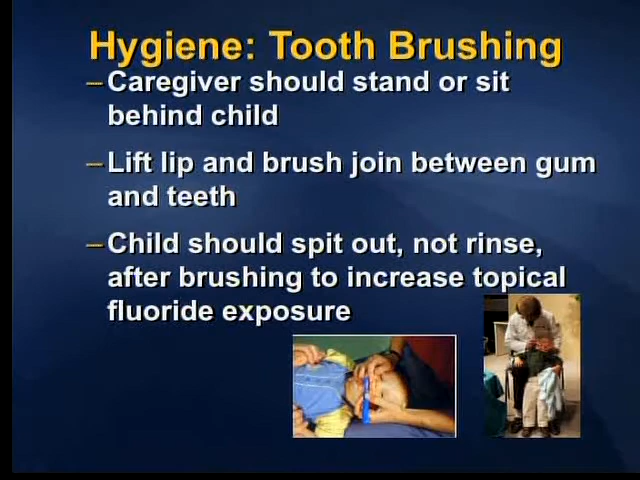 Hygiene: Tooth Brushing
– Caregiver should stand or sit
behind child
– Lift lip and brush join between gum
and teeth
– Child should spit out, not rinse,
after brushing to increase topical
fluoride exposure